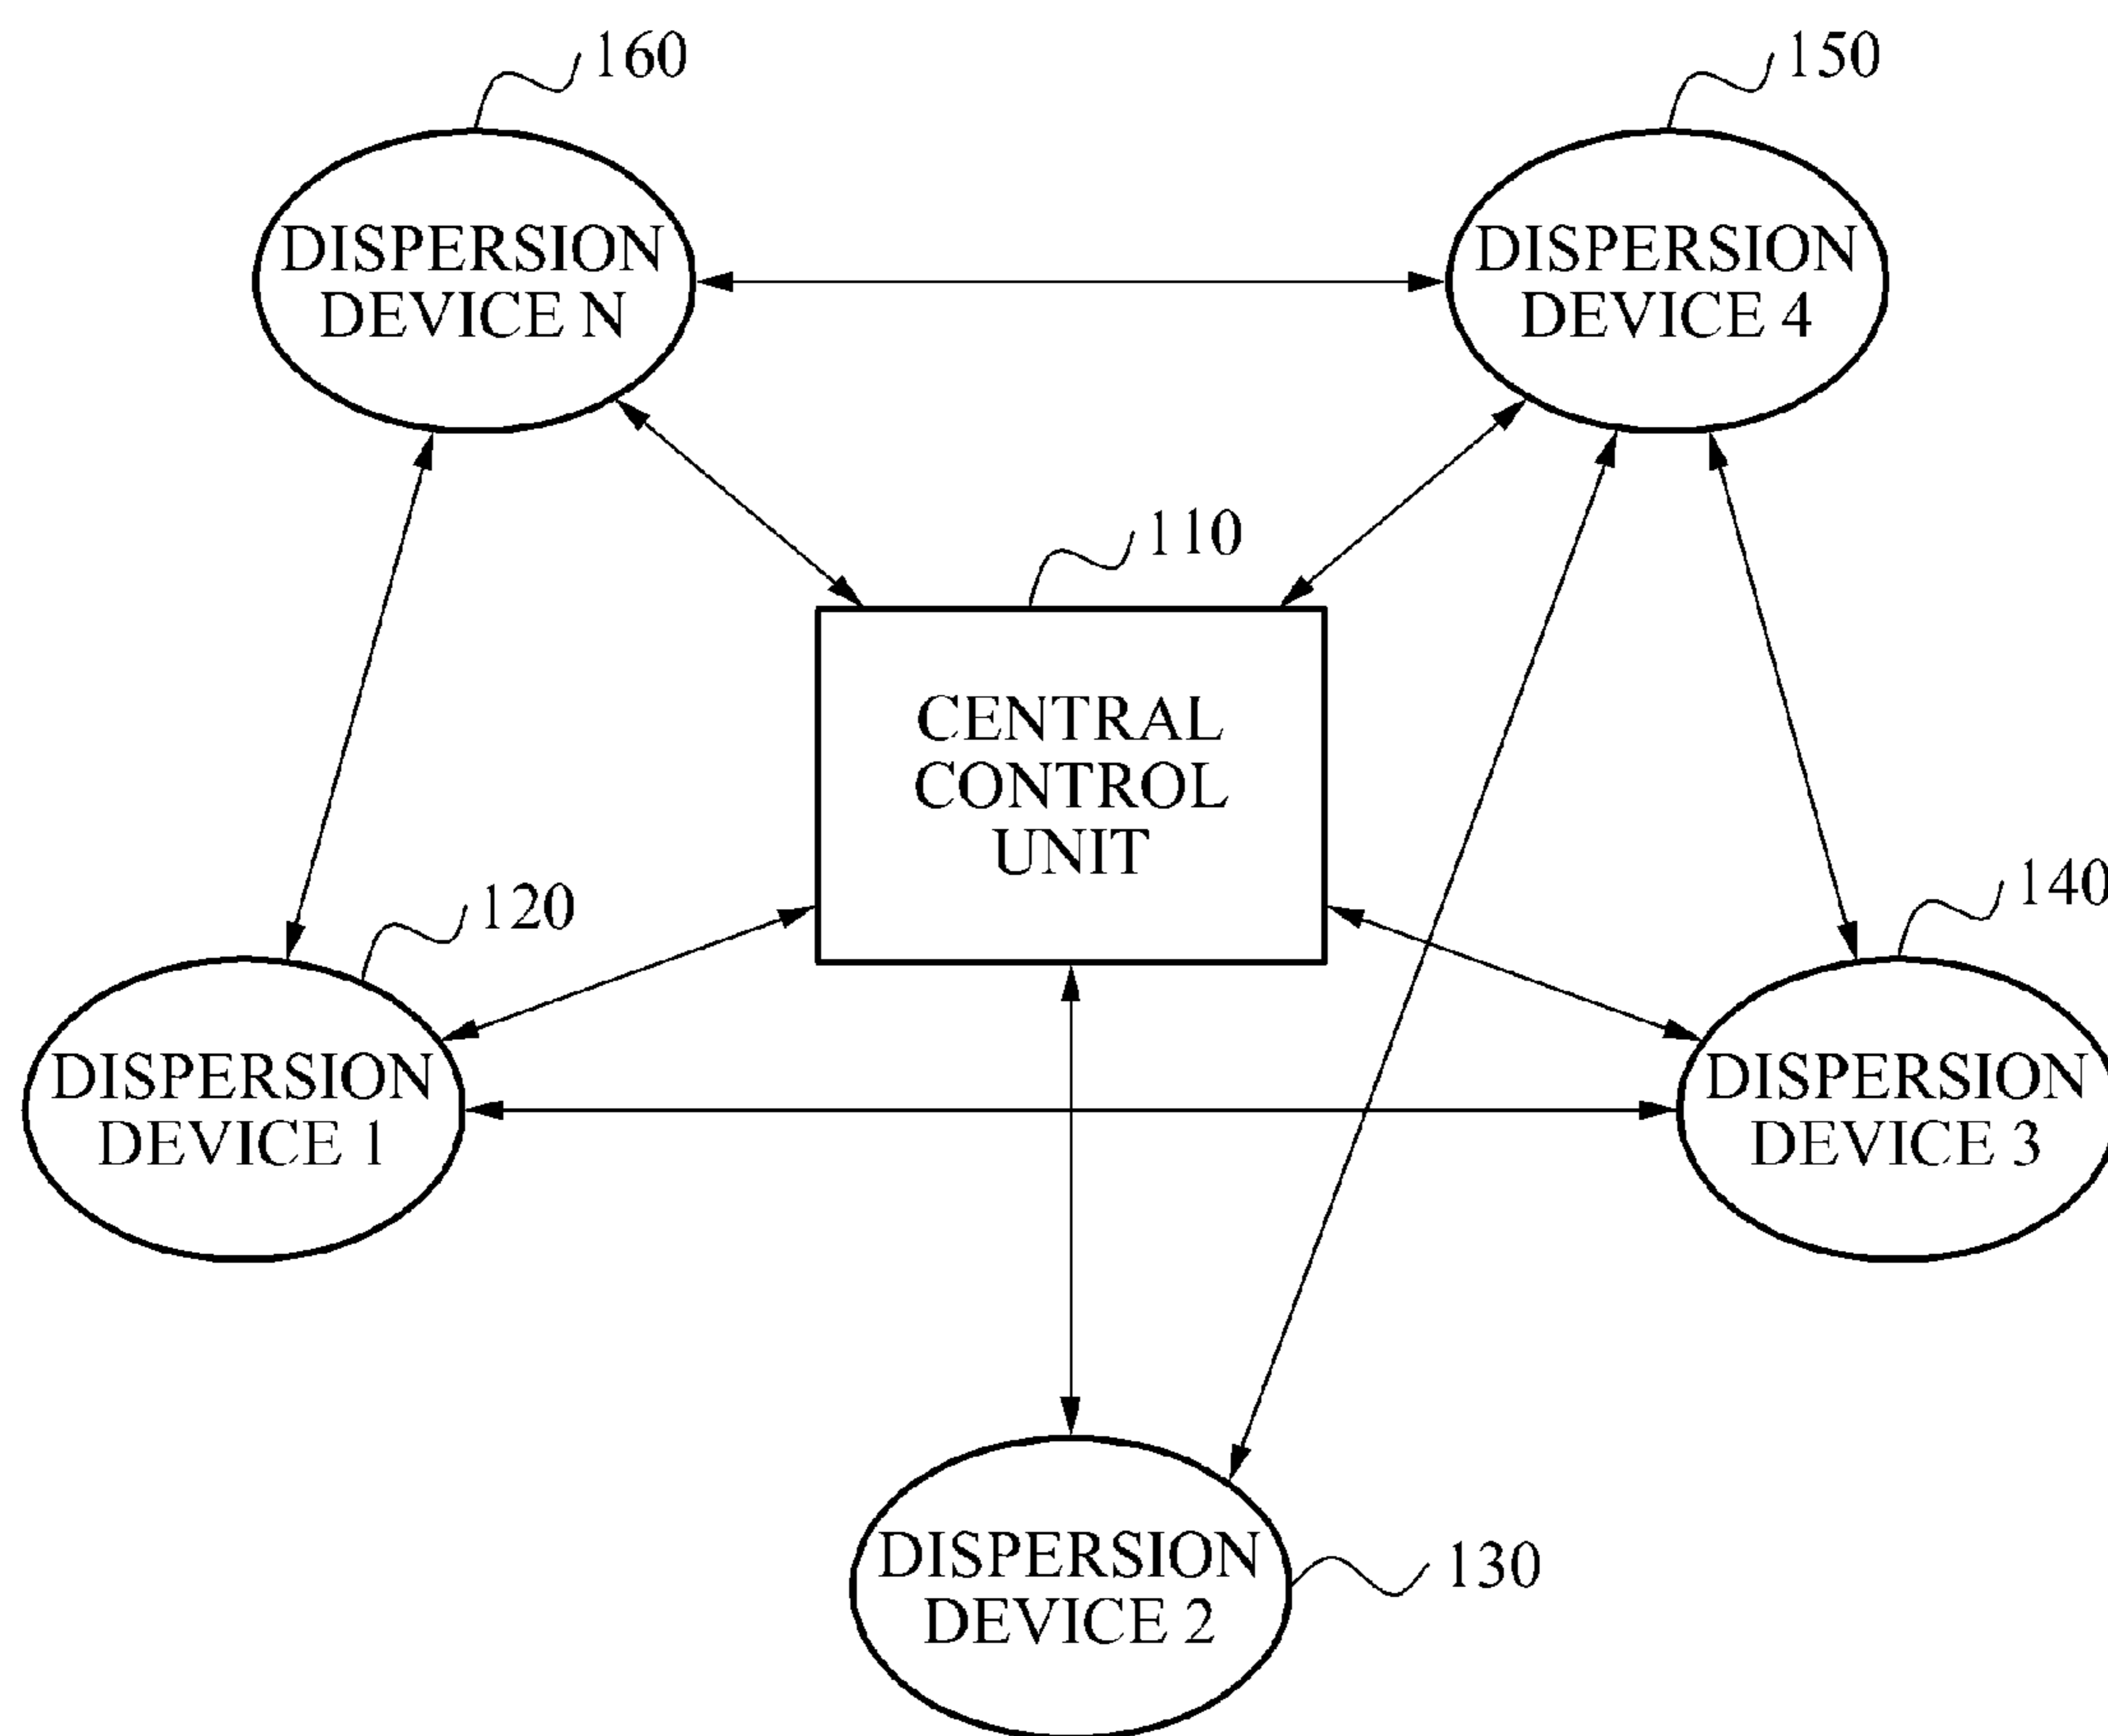 160
150
DISPERSION
DEVICE N
DISPERSION
DEVICE 4
110
CENTRAL
CONTROL
UNIT
120
140
DISPERSION
DEVICE 1
DISPERSION
DEVICE 3
DISPERSION
DEVICE 2
130